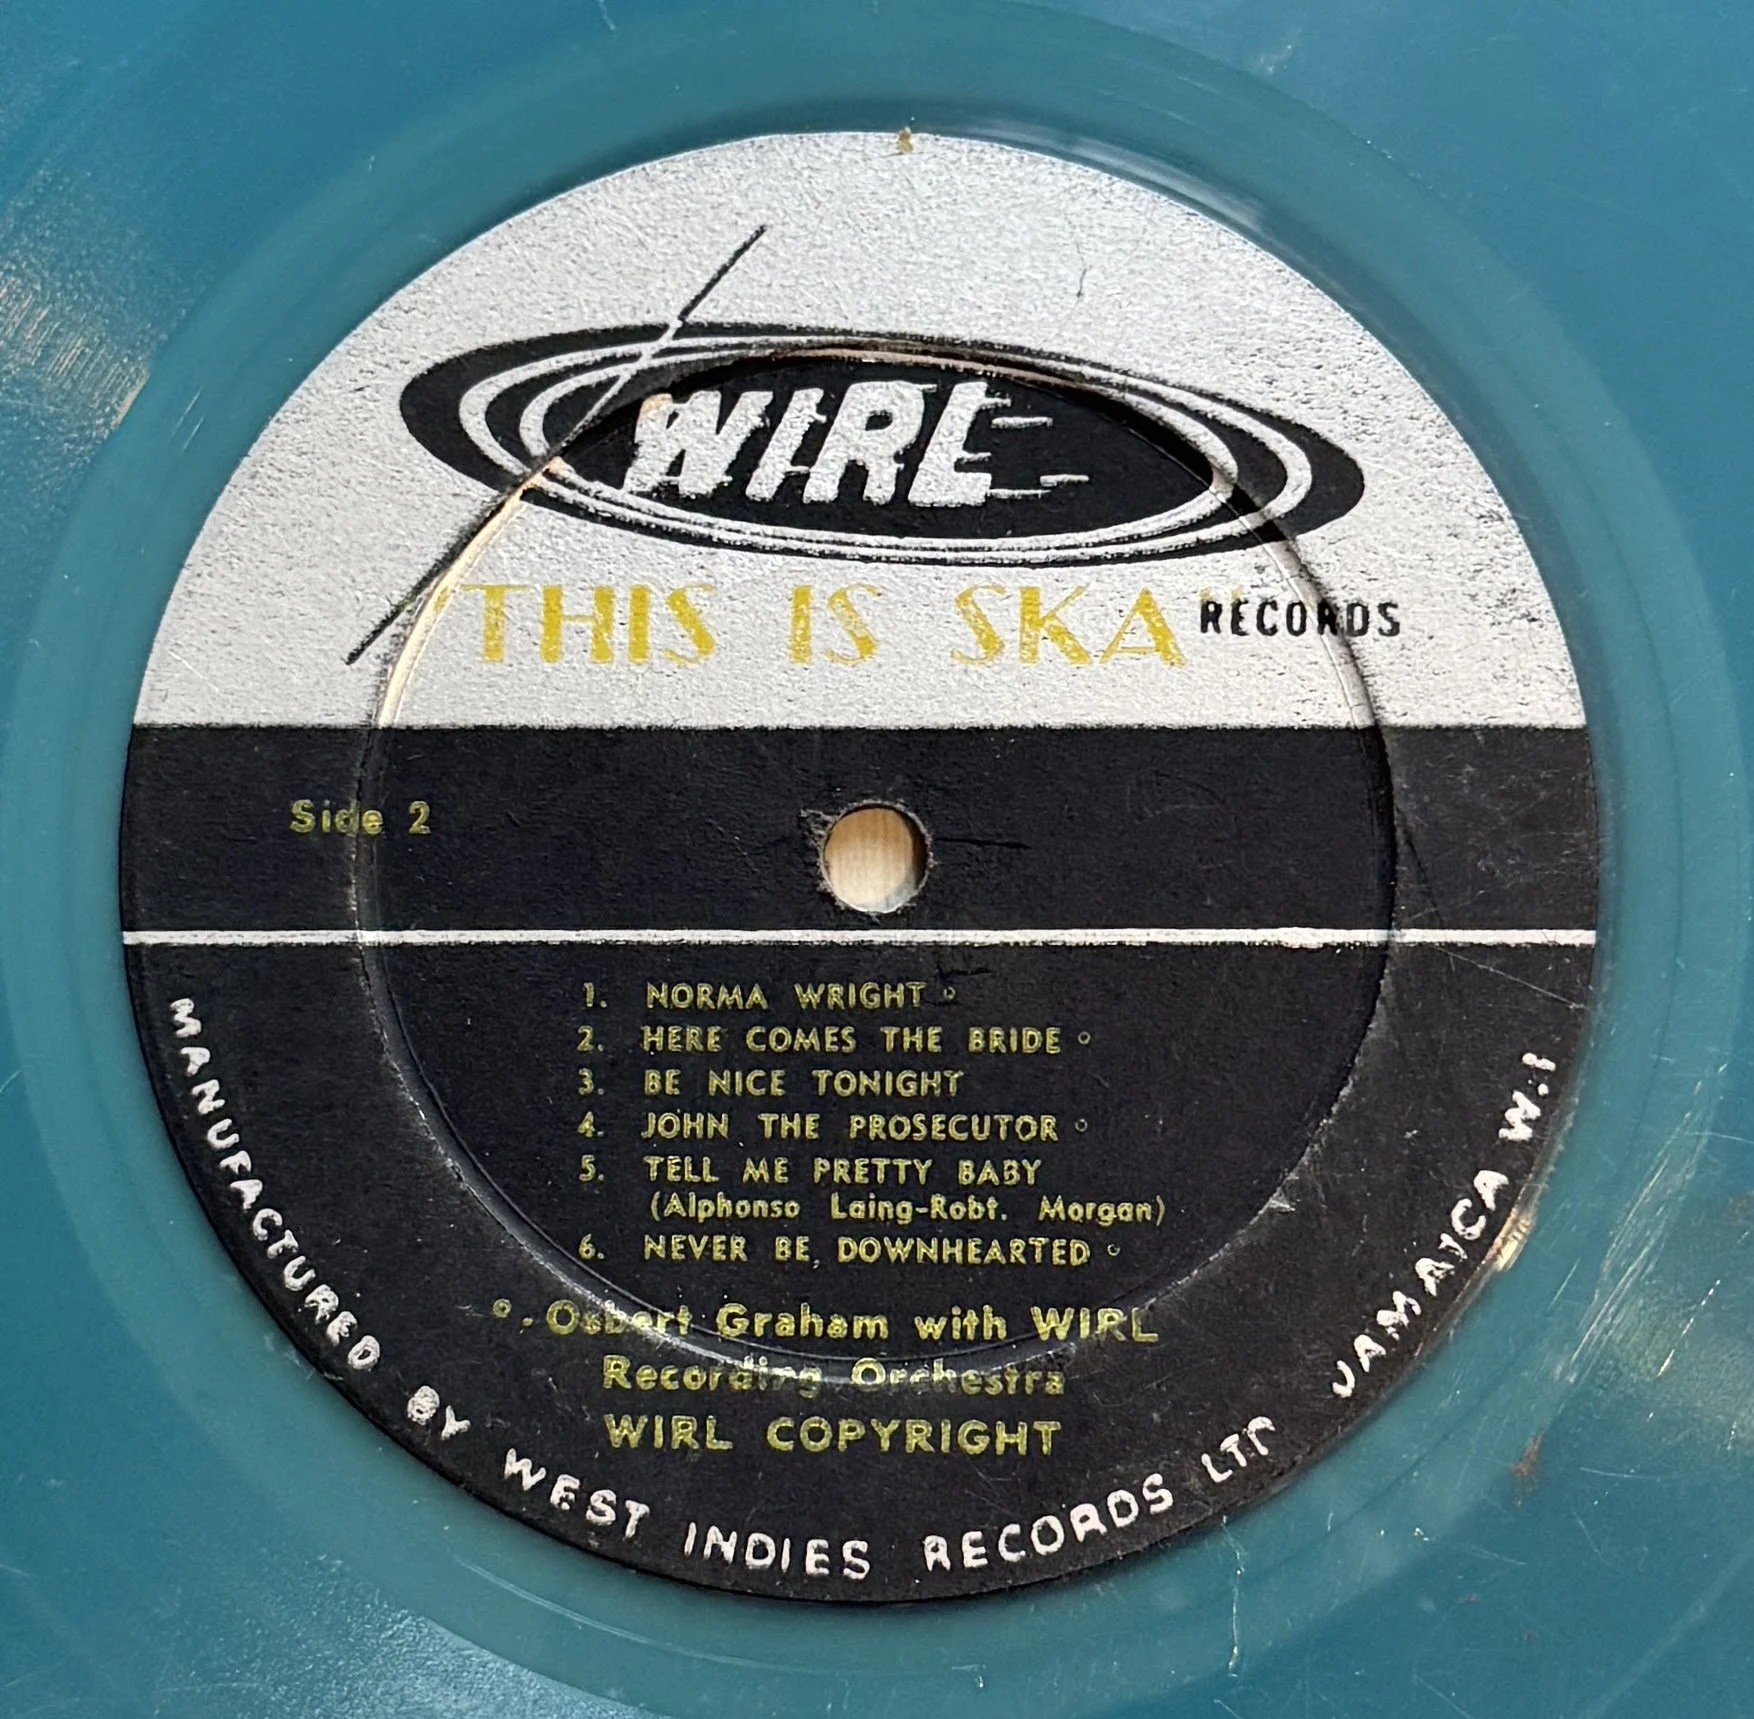 WIRL
THIS IS SKA"
RECORDS
Side 2
1. NORMA WRIGHT °
2. HERE COMES THE BRIDE °
3. BE NICE TONIGHT
4. JOHN THE PROSECUTOR °
5. TELL ME PRETTY BABY
(Alphonso Laing-Robt. Morgan)
6. NEVER BE, DOWNHEARTED °
° . Osbert Graham with WIRL
Recording Orchestra
WIRL COPYRIGHT
MANUFACTURED BY WEST INDIES RECORDS LTD JAMAICA W.I